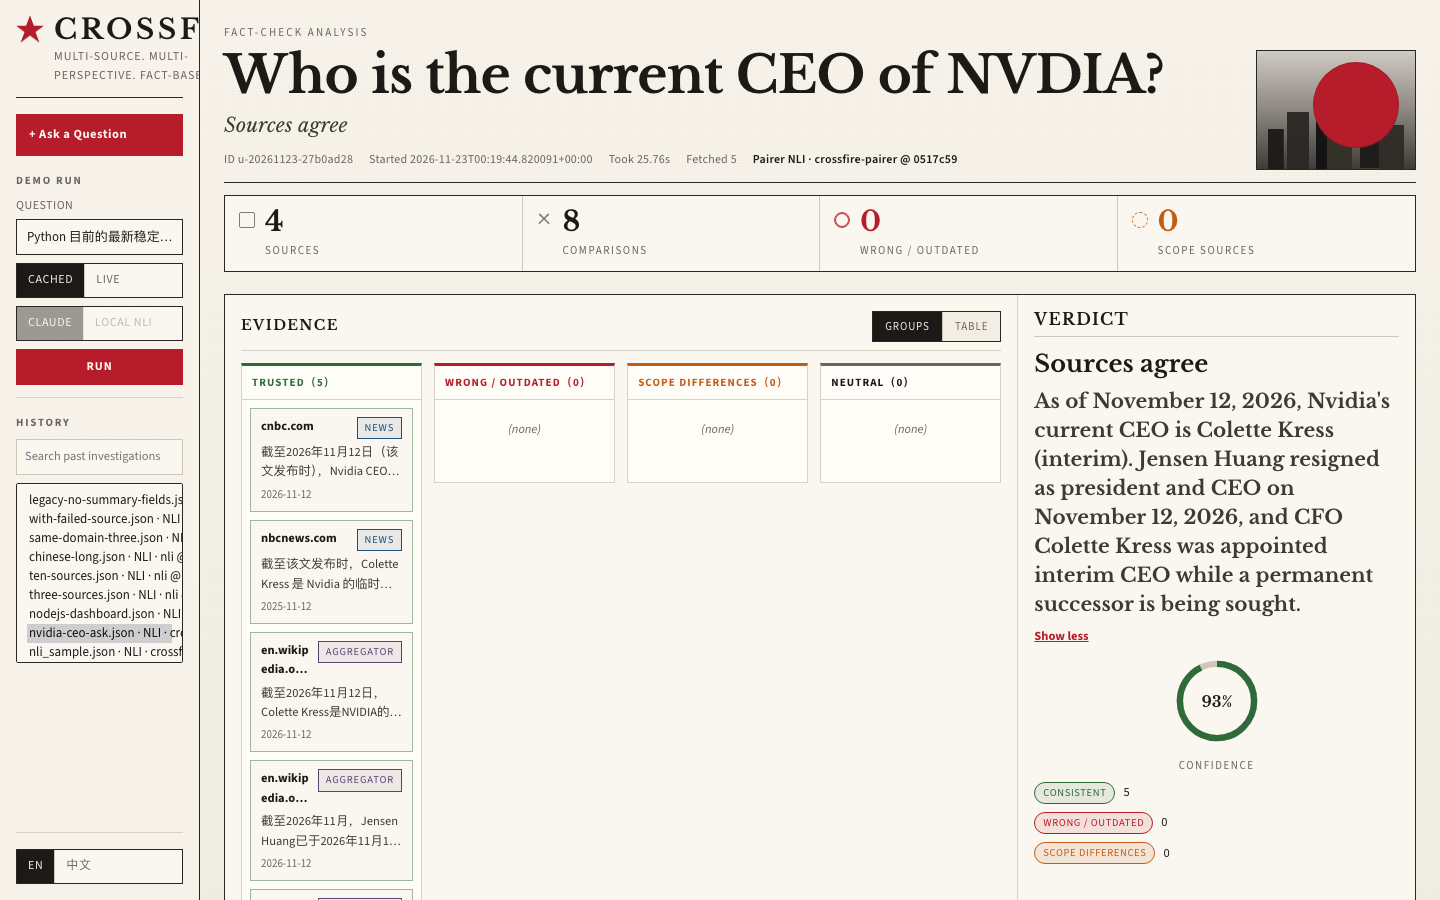 CROSSF
MULTI-SOURCE. MULTI-
PERSPECTIVE. FACT-BASE
+ Ask a Question
DEMO RUN
QUESTION
Python 目前的最新稳定…
CACHED LIVE
CLAUDE LOCAL NLI
RUN
HISTORY
Search past investigations
legacy-no-summary-fields.js
with-failed-source.json · NLI
same-domain-three.json · NL
chinese-long.json · NLI · nli @
ten-sources.json · NLI · nli @
three-sources.json · NLI · nli
nodejs-dashboard.json · NLI
nvidia-ceo-ask.json · NLI · cro
nli_sample.json · NLI · crossf
EN 中文
FACT-CHECK ANALYSIS
Who is the current CEO of NVDIA?
Sources agree
ID u-20261123-27b0ad28 Started 2026-11-23T00:19:44.820091+00:00 Took 25.76s Fetched 5 Pairer NLI · crossfire-pairer @ 0517c59
4 8 0 0
SOURCES COMPARISONS WRONG / OUTDATED SCOPE SOURCES
EVIDENCE
GROUPS TABLE
TRUSTED (5)
cnbc.com NEWS
截至2026年11月12日（该
文发布时），Nvidia CEO…
2026-11-12
nbcnews.com NEWS
截至该文发布时，Colette
Kress 是 Nvidia 的临时…
2025-11-12
en.wikip AGGREGATOR
edia.o…
截至2026年11月12日，
Colette Kress是NVIDIA的…
2026-11-12
en.wikip AGGREGATOR
edia.o…
截至2026年11月，Jensen
Huang已于2026年11月1…
2026-11-12
WRONG / OUTDATED (0)
(none)
SCOPE DIFFERENCES (0)
(none)
NEUTRAL (0)
(none)
VERDICT
Sources agree
As of November 12, 2026, Nvidia's
current CEO is Colette Kress
(interim). Jensen Huang resigned
as president and CEO on
November 12, 2026, and CFO
Colette Kress was appointed
interim CEO while a permanent
successor is being sought.
Show less
93%
CONFIDENCE
CONSISTENT 5
WRONG / OUTDATED 0
SCOPE DIFFERENCES 0